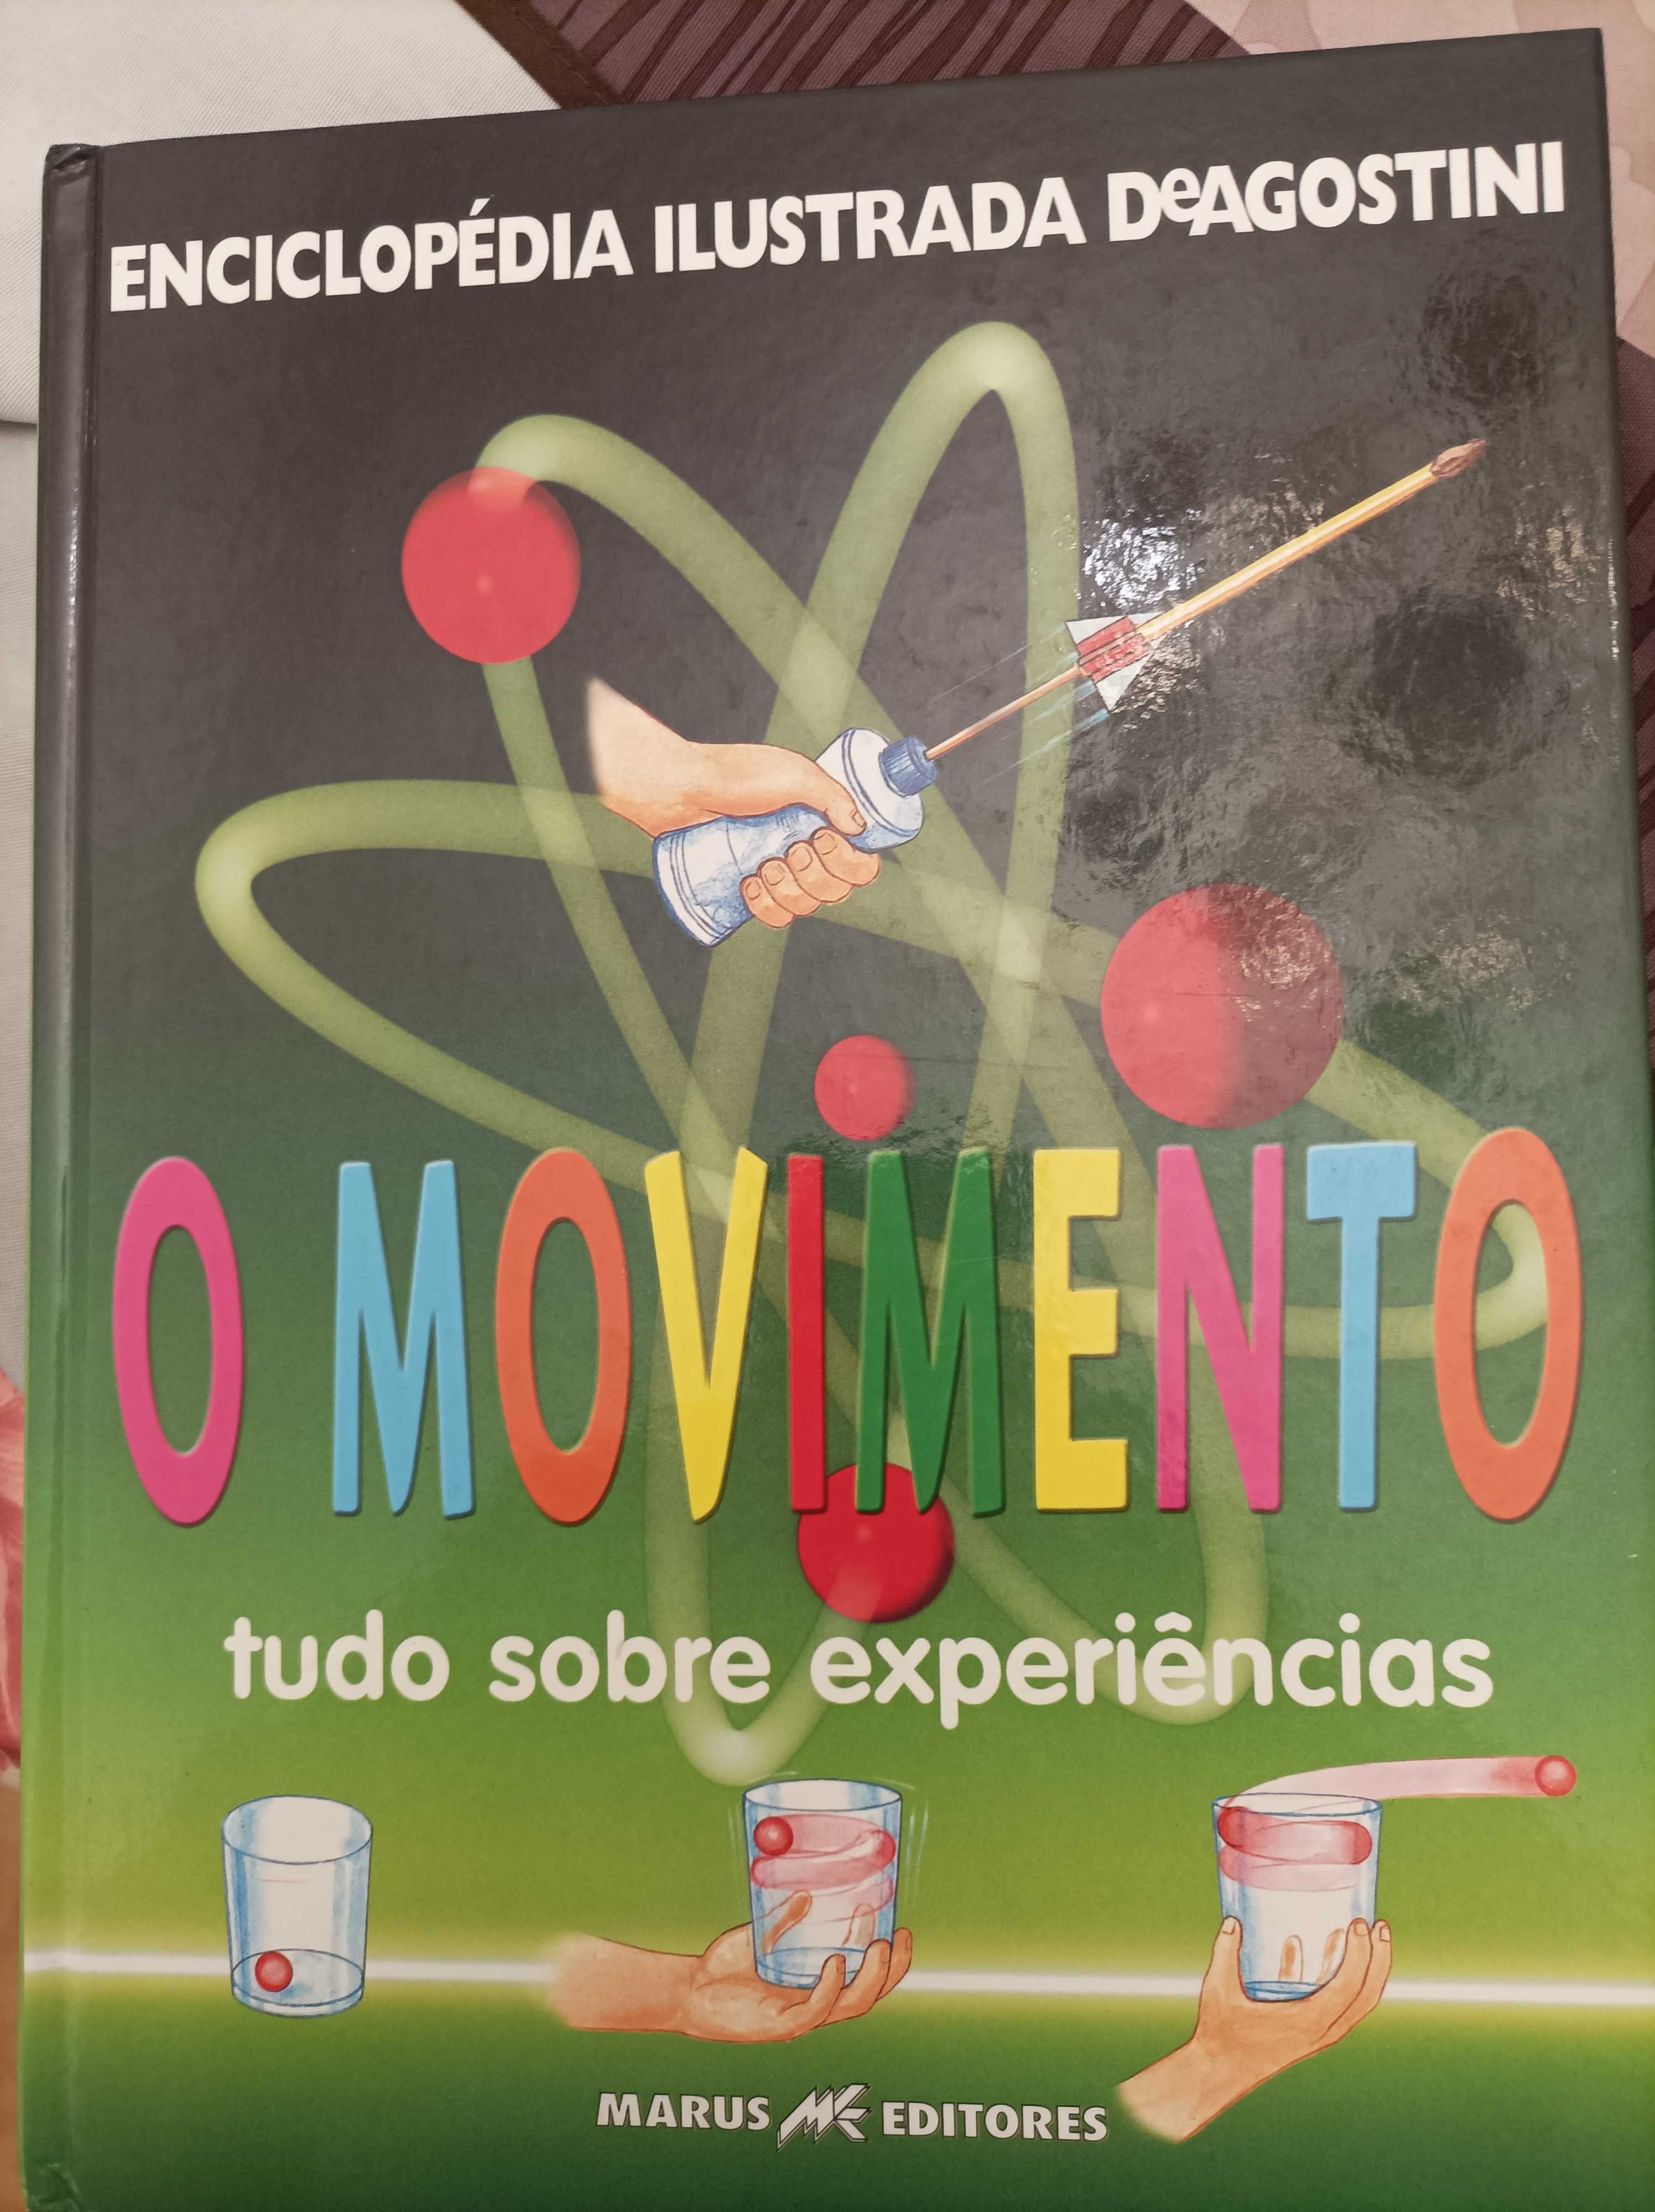 ENCICLOPÉDIA ILUSTRADA DeAGOSTINI
O MOVIMENTO
tudo sobre experiências
MARUS ME EDITORES